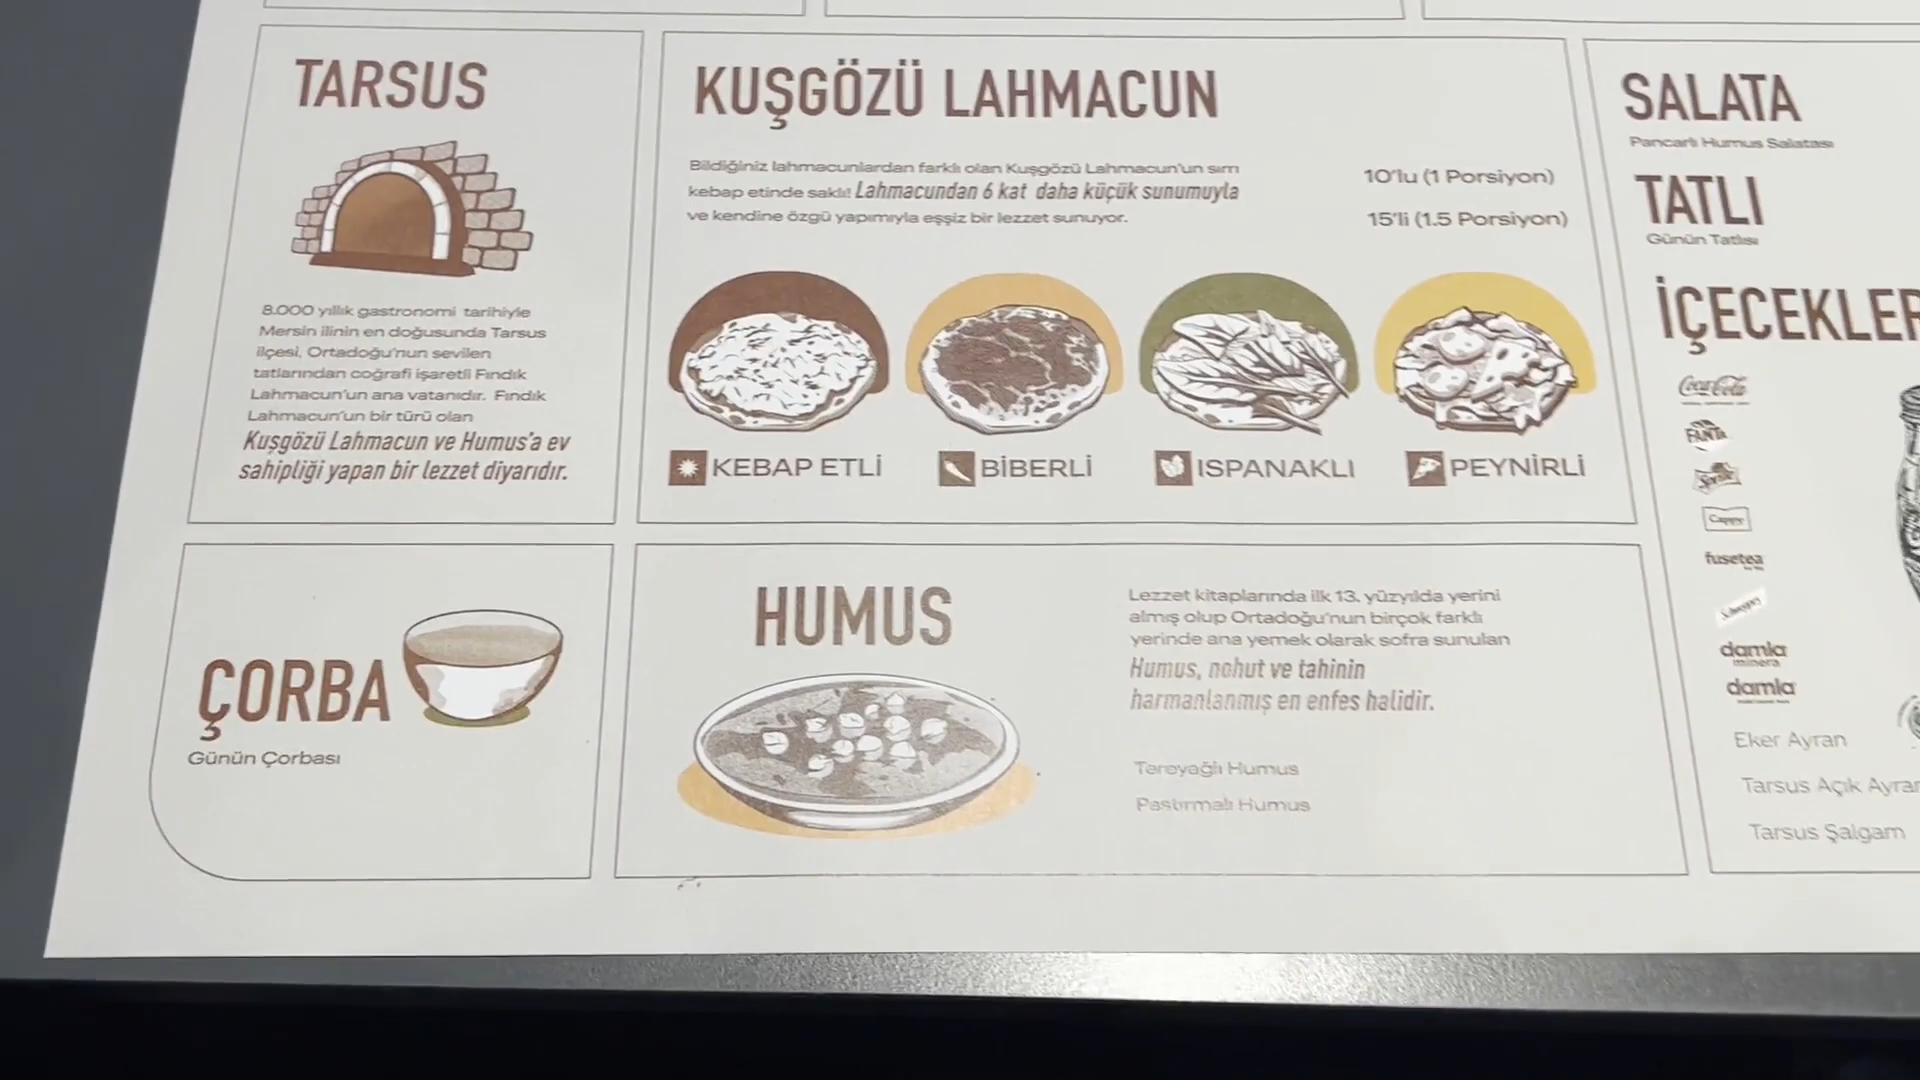 TARSUS
8.000 yıllık gastronomi tarihiyle
Mersin ilinin en doğusunda Tarsus
ilçesi, Ortadoğu'nun sevilen
tatlarından coğrafi işaretli Fındık
Lahmacun'un ana vatanıdır. Fındık
Lahmacun'un bir türü olan
Kuşgözü Lahmacun ve Humus'a ev
sahipliği yapan bir lezzet diyarıdır.
KUŞGÖZÜ LAHMACUN
Bildiğiniz lahmacunlardan farklı olan Kuşgözü Lahmacun'un sırrı
kebap etinde saklı! Lahmacundan 6 kat daha küçük sunumuyla
ve kendine özgü yapımıyla eşsiz bir lezzet sunuyor.
10'lu (1 Porsiyon)
15'li (1.5 Porsiyon)
KEBAP ETLİ
BİBERLİ
ISPANAKLI
PEYNİRLİ
ÇORBA
Günün Çorbası
HUMUS
Lezzet kitaplarında ilk 13. yüzyılda yerini
almış olup Ortadoğu'nun birçok farklı
yerinde ana yemek olarak sofra sunulan
Humus, nohut ve tahinin
harmanlanmış en enfes halidir.
Tereyağlı Humus
Pastırmalı Humus
SALATA
Pancarlı Humus Salatası
TATLI
Günün Tatlısı
İÇECEKLER
Coca-Cola
FANTA
Sprite
Cappy
fusetea
Schweppes
damla
minera
damla
Eker Ayran
Tarsus Açık Ayran
Tarsus Şalgam